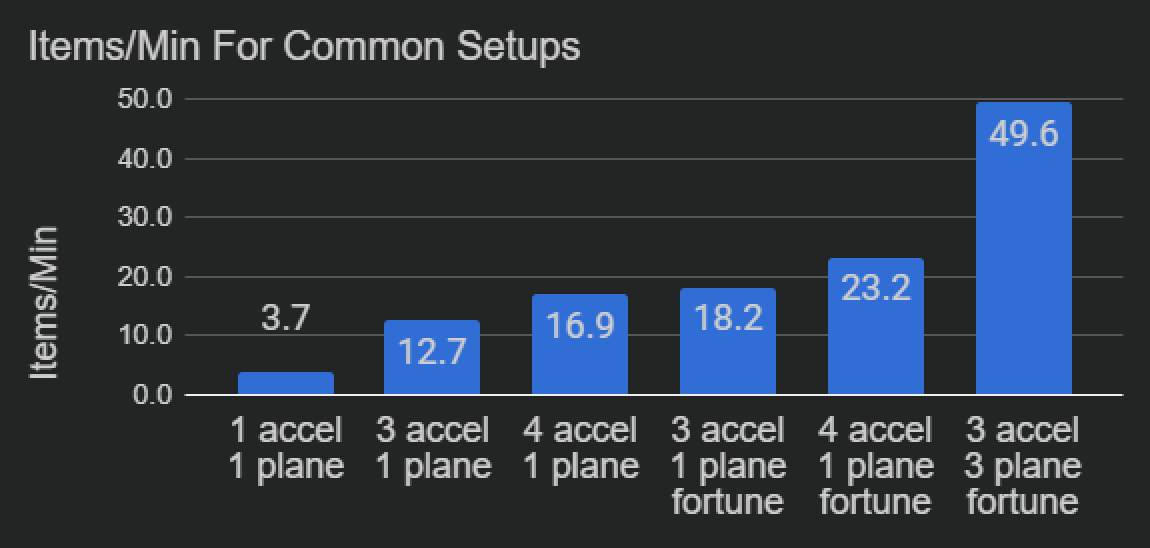 Items/Min For Common Setups
Items/Min
50.0
40.0
30.0
20.0
10.0
0.0
3.7
12.7
16.9
18.2
23.2
49.6
1 accel
1 plane
3 accel
1 plane
4 accel
1 plane
3 accel
1 plane
fortune
4 accel
1 plane
fortune
3 accel
3 plane
fortune